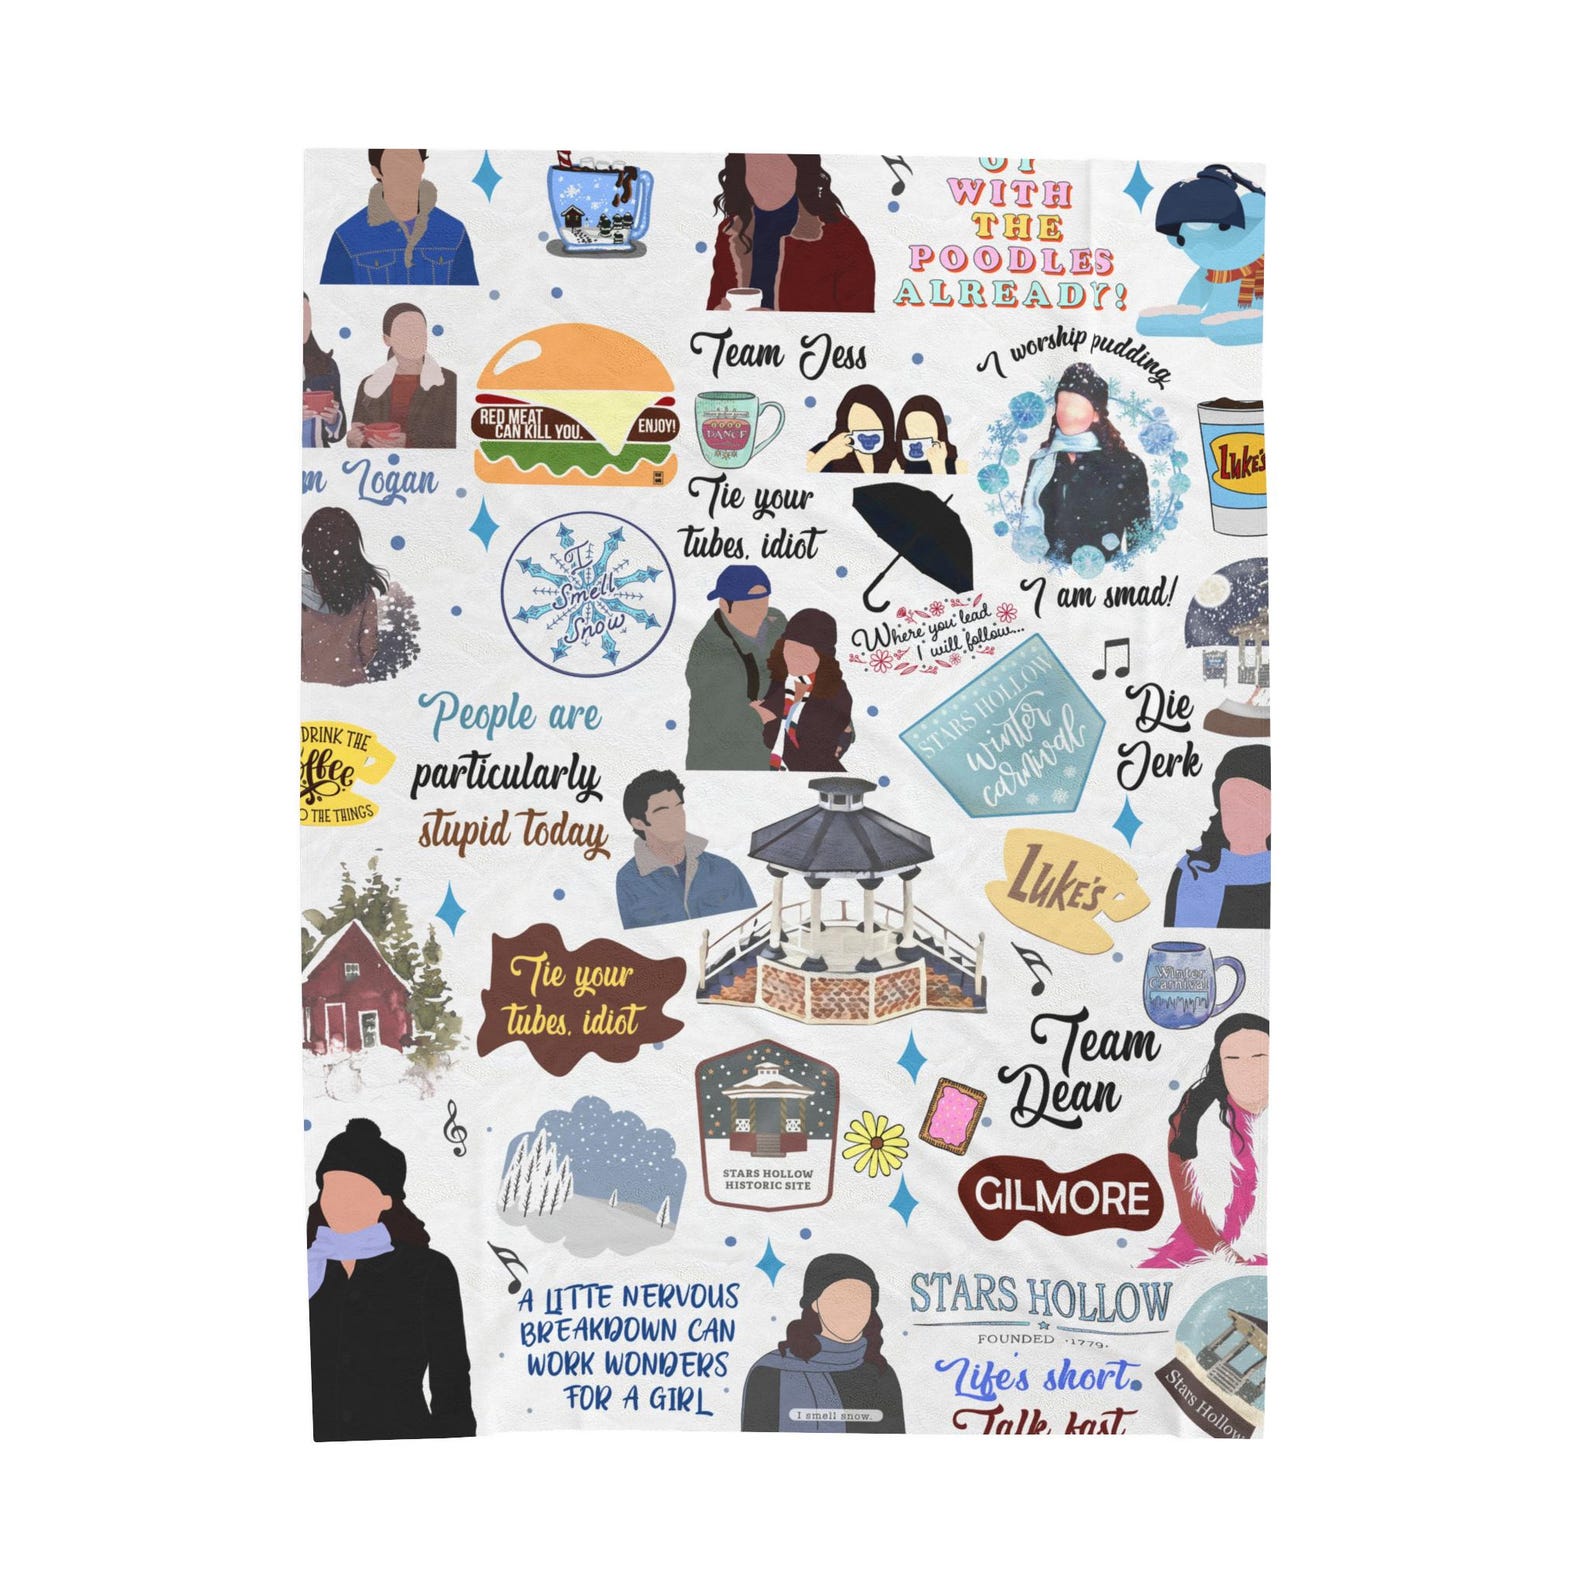 OY
WITH
THE
POODLES
ALREADY!
Team Jess
I worship pudding
RED MEAT
CAN KILL YOU.
ENJOY!
DANCE
LUKE'S
Logan
Tie your
tubes, idiot
I
Smell
Snow
I am smad!
Where you lead
I will follow...
STARS HOLLOW
winter
carnival
Die
Jerk
People are
particularly
stupid today
DRINK THE
THE THINGS
LUKE'S
Tie your
tubes, idiot
Winter
Carnival
Team
Dean
STARS HOLLOW
HISTORIC SITE
GILMORE
A LITTE NERVOUS
BREAKDOWN CAN
WORK WONDERS
FOR A GIRL
I smell snow.
STARS HOLLOW
FOUNDED ·1779·
Life's short.
Talk fast
Stars Hollow